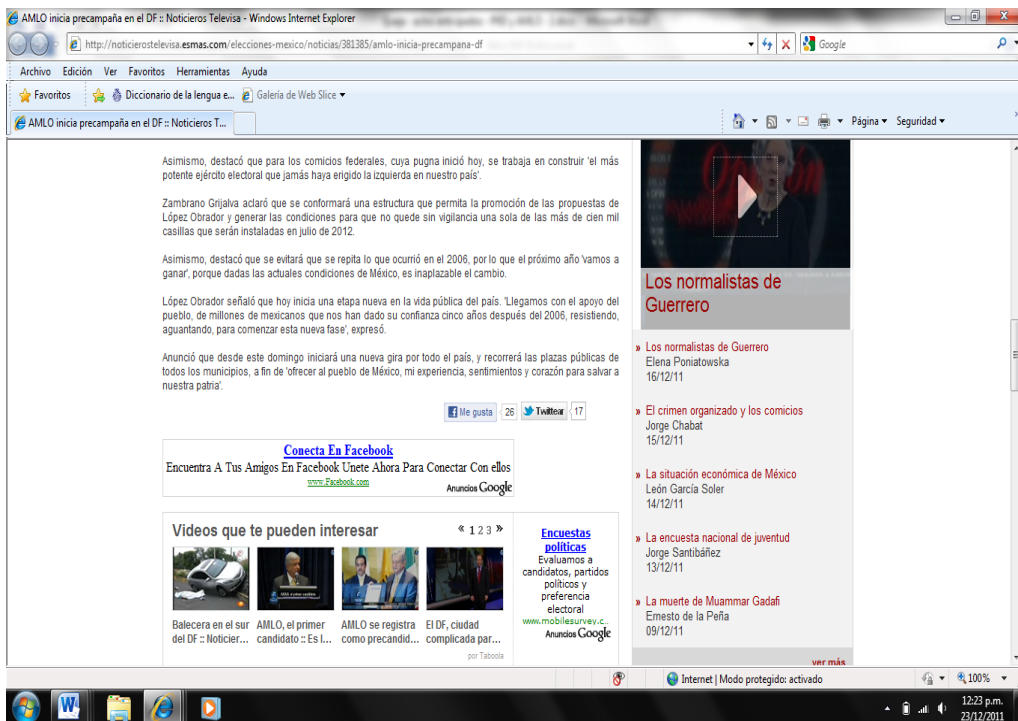 AMLO inicia precampaña en el DF :: Noticieros Televisa - Windows Internet Explorer
http://noticierostelevisa.esmas.com/elecciones-mexico/noticias/381385/amlo-inicia-precampana-df
Google
Archivo Edición Ver Favoritos Herramientas Ayuda
Favoritos Diccionario de la lengua e... Galería de Web Slice
AMLO inicia precampaña en el DF :: Noticieros T...
Página Seguridad
Asimismo, destacó que para los comicios federales, cuya pugna inició hoy, se trabaja en construir 'el más
potente ejército electoral que jamás haya erigido la izquierda en nuestro país'.
Zambrano Grijalva aclaró que se conformará una estructura que permita la promoción de las propuestas de
López Obrador y generar las condiciones para que no quede sin vigilancia una sola de las más de cien mil
casillas que serán instaladas en julio de 2012.
Asimismo, destacó que se evitará que se repita lo que ocurrió en el 2006, por lo que el próximo año 'vamos a
ganar', porque dadas las actuales condiciones de México, es inaplazable el cambio.
López Obrador señaló que hoy inicia una etapa nueva en la vida pública del país. 'Llegamos con el apoyo del
pueblo, de millones de mexicanos que nos han dado su confianza cinco años después del 2006, resistiendo,
aguantando, para comenzar esta nueva fase', expresó.
Anunció que desde este domingo iniciará una nueva gira por todo el país, y recorrerá las plazas públicas de
todos los municipios, a fin de 'ofrecer al pueblo de México, mi experiencia, sentimientos y corazón para salvar a
nuestra patria'.
Me gusta 26 Twittear 17
Conecta En Facebook
Encuentra A Tus Amigos En Facebook Unete Ahora Para Conectar Con ellos
www.Facebook.com
Anuncios Google
Videos que te pueden interesar
« 1 2 3 »
Balecera en el sur
del DF :: Noticier...
AMLO, el primer
candidato :: Es l...
AMLO se registra
como precandid...
El DF, ciudad
complicada par...
por Taboola
Encuestas
políticas
Evaluamos a
candidatos, partidos
políticos y
preferencia
electoral
www.mobilesurvey.c..
Anuncios Google
Los normalistas de
Guerrero
» Los normalistas de Guerrero
Elena Poniatowska
16/12/11
» El crimen organizado y los comicios
Jorge Chabat
15/12/11
» La situación económica de México
León García Soler
14/12/11
» La encuesta nacional de juventud
Jorge Santibáñez
13/12/11
» La muerte de Muammar Gadafi
Ernesto de la Peña
09/12/11
ver más
Internet | Modo protegido: activado
100%
12:23 p.m.
23/12/2011